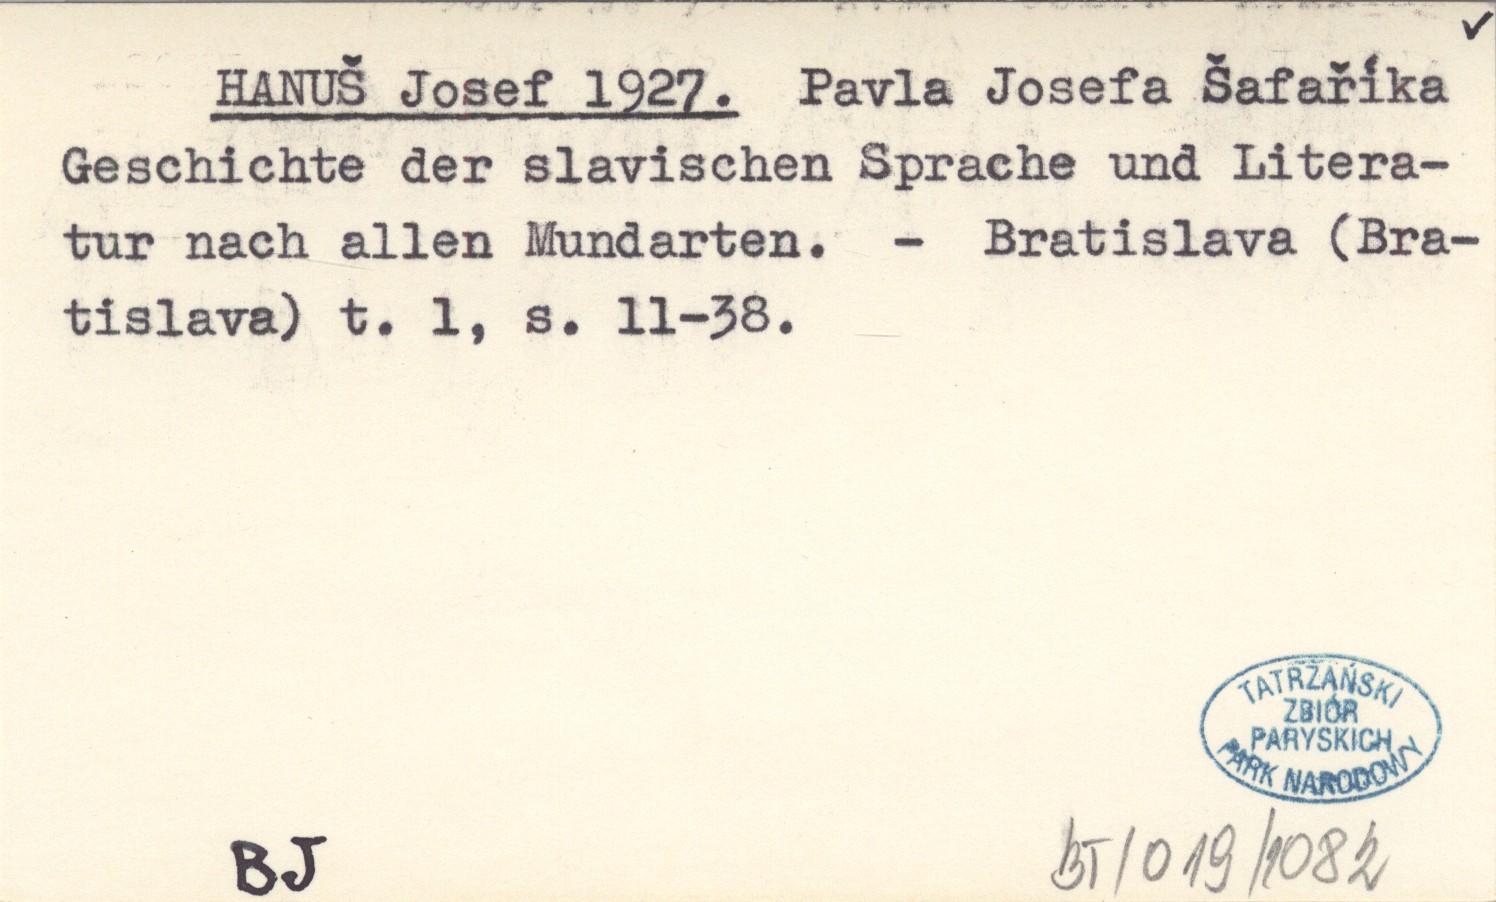 ✓
HANUŠ Josef 1927. Pavla Josefa Šafaříka
Geschichte der slavischen Sprache und Litera-
tur nach allen Mundarten. - Bratislava (Bra-
tislava) t. 1, s. 11-38.
TATRZAŃSKI
ZBIÓR
PARYSKICH
PARK NARODOWY
BJ
BT/019/1082